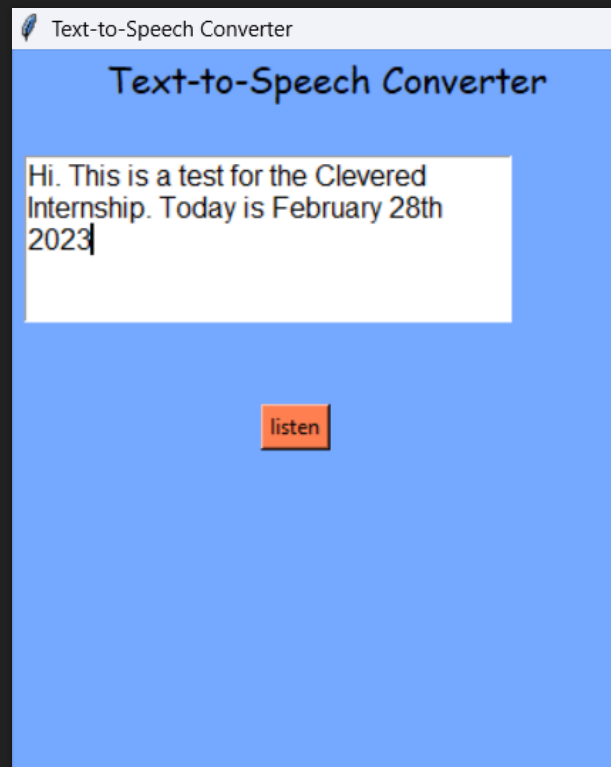 Text-to-Speech Converter
Text-to-Speech Converter
Hi. This is a test for the Clevered
Internship. Today is February 28th
2023
listen